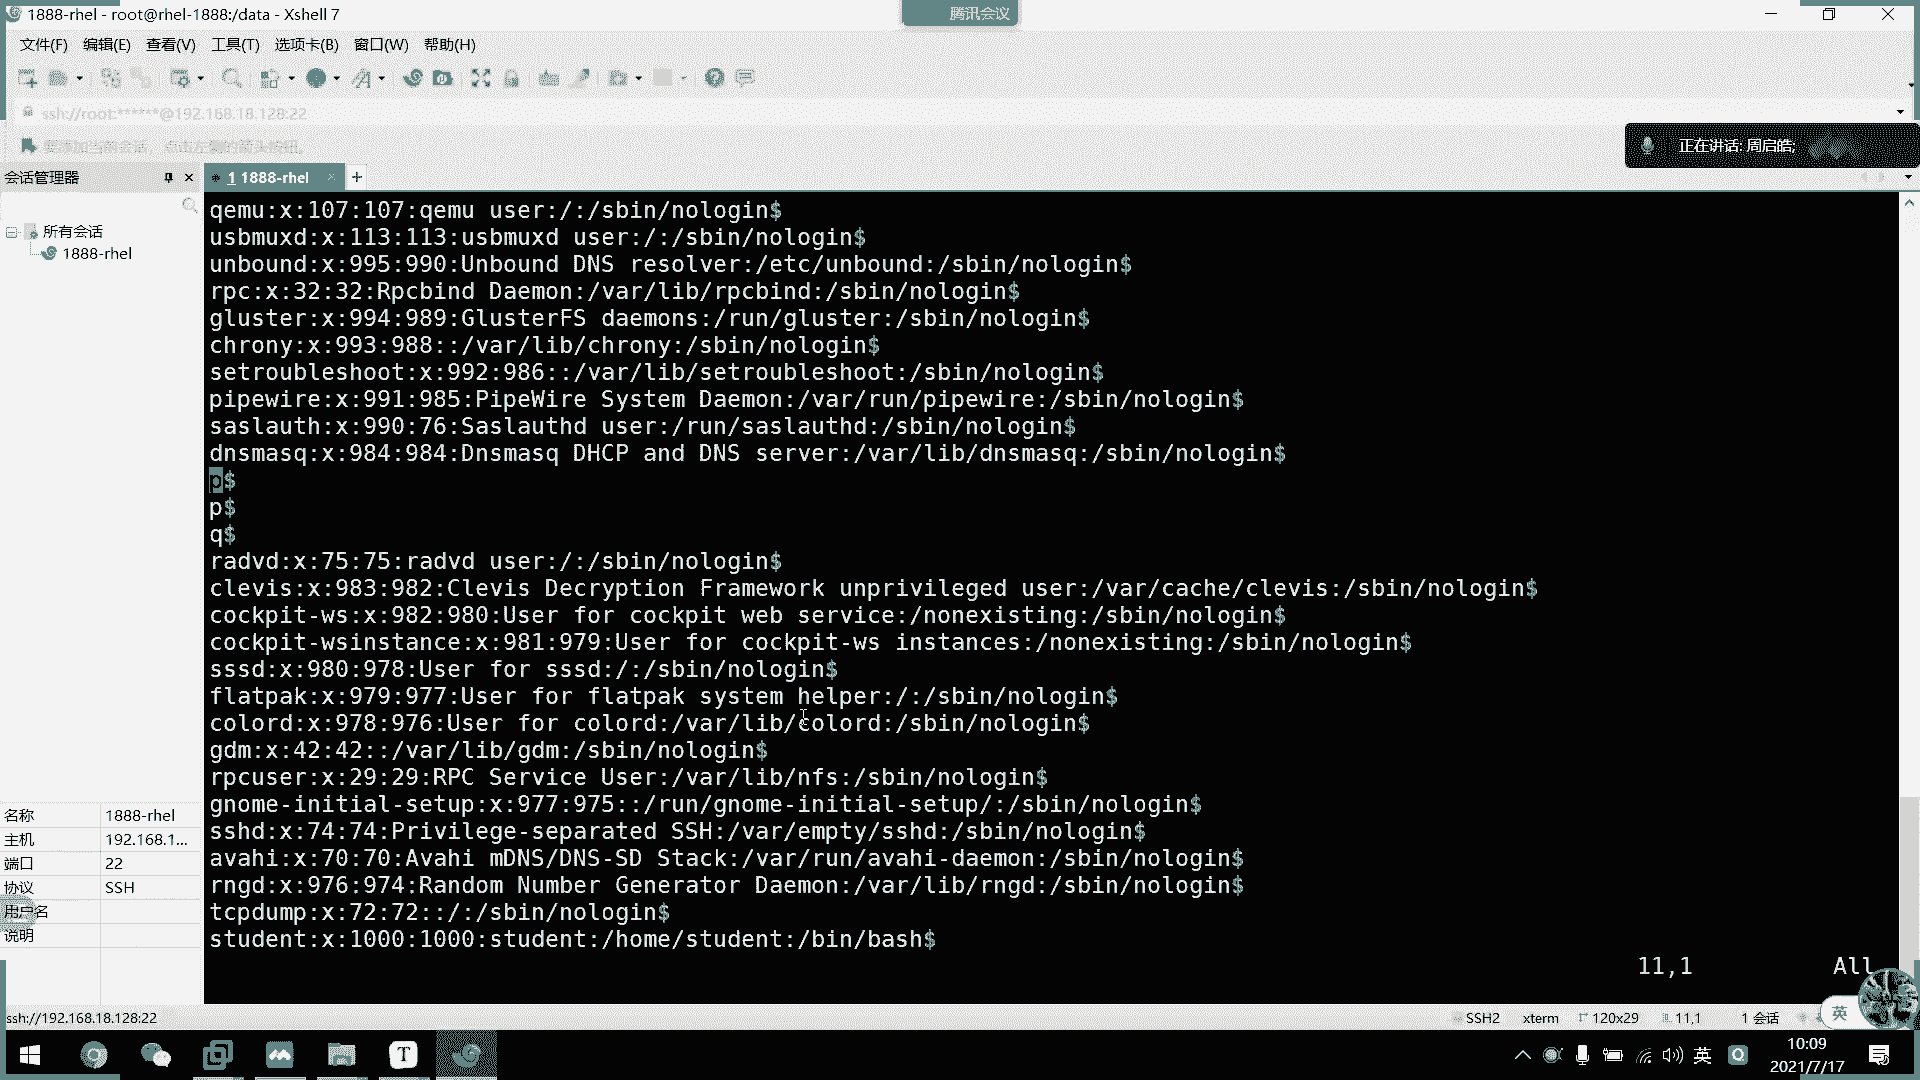 1888-rhel - root@rhel-1888:/data - Xshell 7
腾讯会议
文件(F) 编辑(E) 查看(V) 工具(T) 选项卡(B) 窗口(W) 帮助(H)
ssh://root:******@192.168.18.128:22
要添加当前会话，点击左侧的箭头按钮。
正在讲话: 周启皓;
会话管理器
1 1888-rhel
所有会话
1888-rhel
qemu:x:107:107:qemu user:/:/sbin/nologin$
usbmuxd:x:113:113:usbmuxd user:/:/sbin/nologin$
unbound:x:995:990:Unbound DNS resolver:/etc/unbound:/sbin/nologin$
rpc:x:32:32:Rpcbind Daemon:/var/lib/rpcbind:/sbin/nologin$
gluster:x:994:989:GlusterFS daemons:/run/gluster:/sbin/nologin$
chrony:x:993:988::/var/lib/chrony:/sbin/nologin$
setroubleshoot:x:992:986::/var/lib/setroubleshoot:/sbin/nologin$
pipewire:x:991:985:PipeWire System Daemon:/var/run/pipewire:/sbin/nologin$
saslauth:x:990:76:Saslauthd user:/run/saslauthd:/sbin/nologin$
dnsmasq:x:984:984:Dnsmasq DHCP and DNS server:/var/lib/dnsmasq:/sbin/nologin$
p$
p$
q$
radvd:x:75:75:radvd user:/:/sbin/nologin$
clevis:x:983:982:Clevis Decryption Framework unprivileged user:/var/cache/clevis:/sbin/nologin$
cockpit-ws:x:982:980:User for cockpit web service:/nonexisting:/sbin/nologin$
cockpit-wsinstance:x:981:979:User for cockpit-ws instances:/nonexisting:/sbin/nologin$
sssd:x:980:978:User for sssd:/:/sbin/nologin$
flatpak:x:979:977:User for flatpak system helper:/:/sbin/nologin$
colord:x:978:976:User for colord:/var/lib/colord:/sbin/nologin$
gdm:x:42:42::/var/lib/gdm:/sbin/nologin$
rpcuser:x:29:29:RPC Service User:/var/lib/nfs:/sbin/nologin$
gnome-initial-setup:x:977:975::/run/gnome-initial-setup/:/sbin/nologin$
sshd:x:74:74:Privilege-separated SSH:/var/empty/sshd:/sbin/nologin$
avahi:x:70:70:Avahi mDNS/DNS-SD Stack:/var/run/avahi-daemon:/sbin/nologin$
rngd:x:976:974:Random Number Generator Daemon:/var/lib/rngd:/sbin/nologin$
tcpdump:x:72:72::/:/sbin/nologin$
student:x:1000:1000:student:/home/student:/bin/bash$
11,1 All
名称 1888-rhel
主机 192.168.1...
端口 22
协议 SSH
用户名
说明
ssh://192.168.18.128:22
SSH2 xterm 120x29 11,1 1 会话
英
英
10:09
2021/7/17